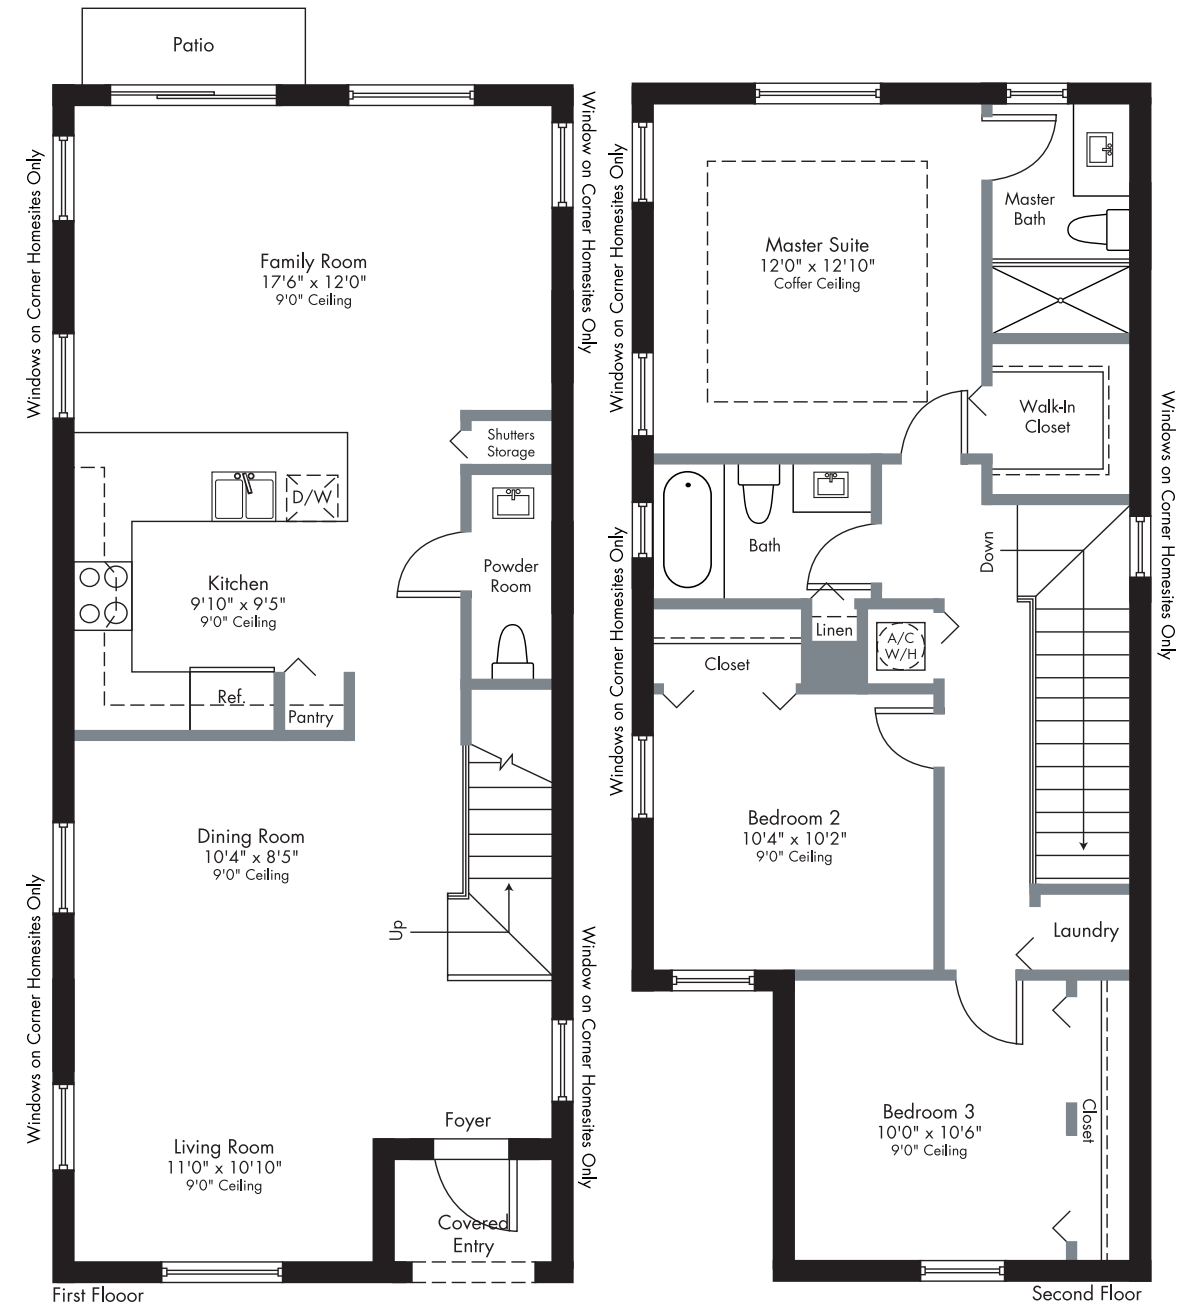 Patio
Windows on Corner Homesites Only
Window on Corner Homesites Only
Family Room
17'6" x 12'0"
9'0" Ceiling
Shutters
Storage
D/W
Kitchen
9'10" x 9'5"
9'0" Ceiling
Powder
Room
Ref.
Pantry
Dining Room
10'4" x 8'5"
9'0" Ceiling
Up
Windows on Corner Homesites Only
Window on Corner Homesites Only
Foyer
Living Room
11'0" x 10'10"
9'0" Ceiling
Covered
Entry
First Flooor
Windows on Corner Homesites Only
Master Suite
12'0" x 12'10"
Coffer Ceiling
Master
Bath
Walk-In
Closet
Windows on Corner Homesites Only
Bath
Down
Windows on Corner Homesites Only
Linen
A/C
W/H
Closet
Bedroom 2
10'4" x 10'2"
9'0" Ceiling
Laundry
Bedroom 3
10'0" x 10'6"
9'0" Ceiling
Closet
Second Floor